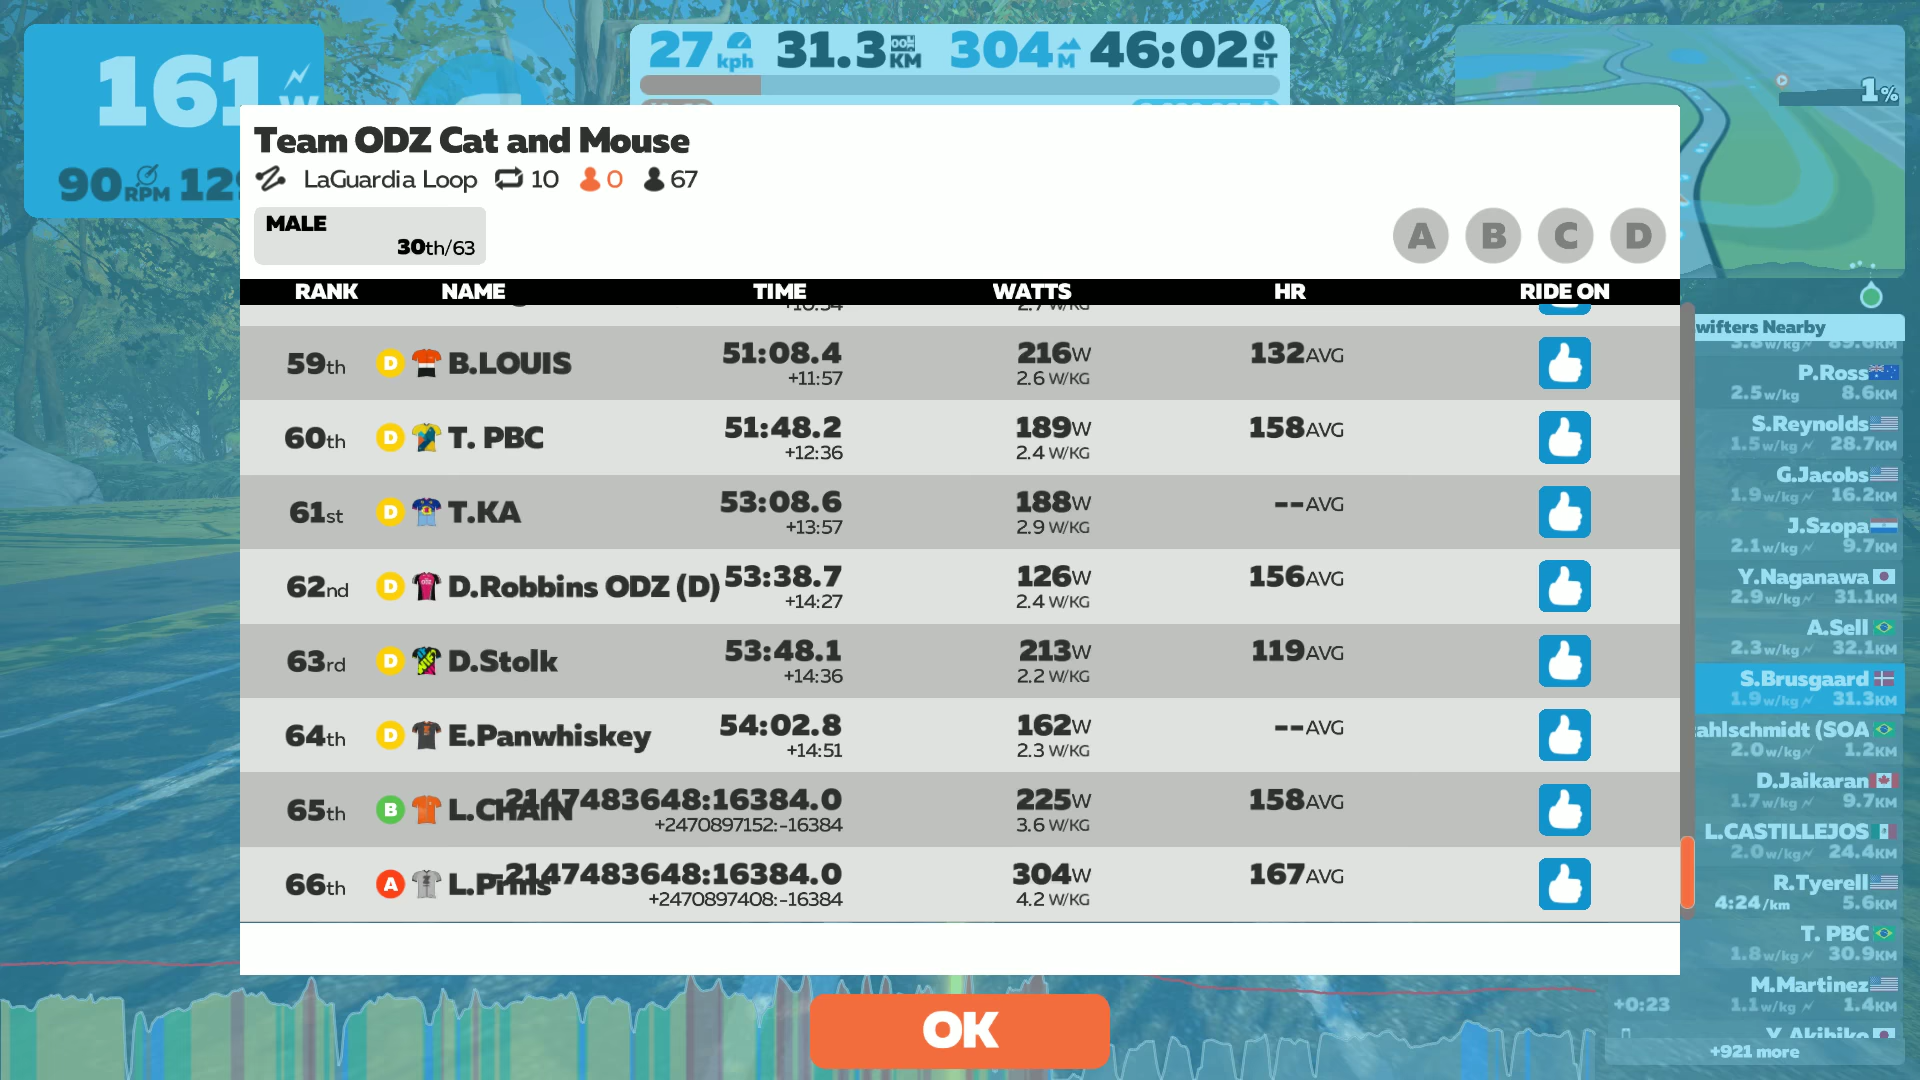 161 W
90 RPM 12
27 kph 31.3 KM 304 M 46:02 ET
1%
Team ODZ Cat and Mouse
LaGuardia Loop 10 0 67
MALE
30th/63
A B C D
RANK NAME TIME WATTS HR RIDE ON
2.7 W/KG
59th D B.LOUIS 51:08.4 216W 132AVG
+11:57 2.6 W/KG
60th D T. PBC 51:48.2 189W 158AVG
+12:36 2.4 W/KG
61st D T.KA 53:08.6 188W --AVG
+13:57 2.9 W/KG
62nd D D.Robbins ODZ (D) 53:38.7 126W 156AVG
+14:27 2.4 W/KG
63rd D D.Stolk 53:48.1 213W 119AVG
+14:36 2.2 W/KG
64th D E.Panwhiskey 54:02.8 162W --AVG
+14:51 2.3 W/KG
65th B L.CHAIN 2147483648:16384.0 225W 158AVG
+2470897152:-16384 3.6 W/KG
66th A L.Prms 2147483648:16384.0 304W 167AVG
+2470897408:-16384 4.2 W/KG
OK
wifters Nearby
P.Ross
2.5w/kg 8.6KM
S.Reynolds
1.5w/kg 28.7KM
G.Jacobs
1.9w/kg 16.2KM
J.Szopa
2.1w/kg 9.7KM
Y.Naganawa
2.9w/kg 31.1KM
A.Sell
2.3w/kg 32.1KM
S.Brusgaard
1.9w/kg 31.3KM
ahlschmidt (SOA
2.0w/kg 1.2KM
D.Jaikaran
1.7w/kg 9.7KM
L.CASTILLEJOS
2.0w/kg 24.4KM
R.Tyerell
4:24/km 5.6KM
T. PBC
1.8w/kg 30.9KM
M.Martinez
+0:23 1.1w/kg 1.4KM
Y.Akihiko
+921 more